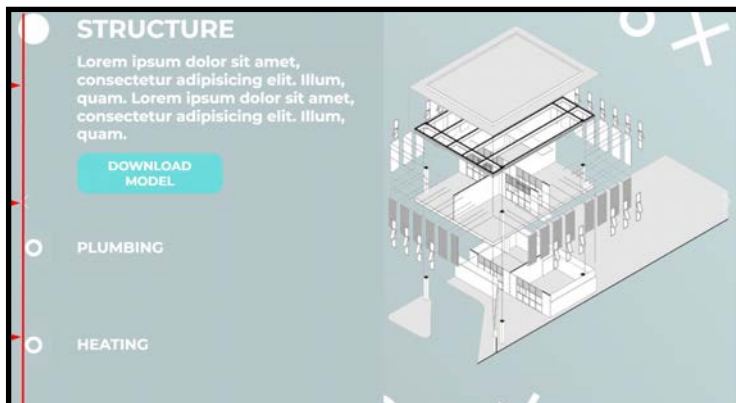 STRUCTURE
Lorem ipsum dolor sit amet,
consectetur adipisicing elit. Illum,
quam. Lorem ipsum dolor sit amet,
consectetur adipisicing elit. Illum,
quam.
DOWNLOAD
MODEL
PLUMBING
HEATING